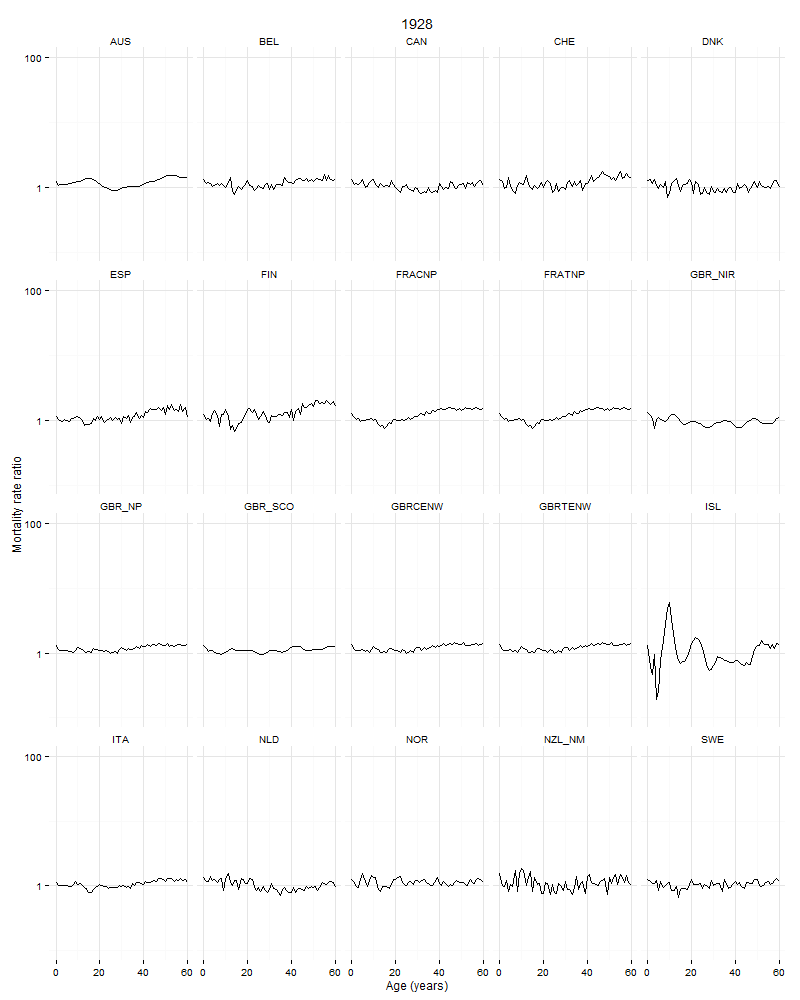 1928
AUS BEL CAN CHE DNK
100
1
ESP FIN FRACNP FRATNP GBR_NIR
100
1
GBR_NP GBR_SCO GBRCENW GBRTENW ISL
100
1
ITA NLD NOR NZL_NM SWE
100
1
0 20 40 60 0 20 40 60 0 20 40 60 0 20 40 60 0 20 40 60
Age (years)
Mortality rate ratio